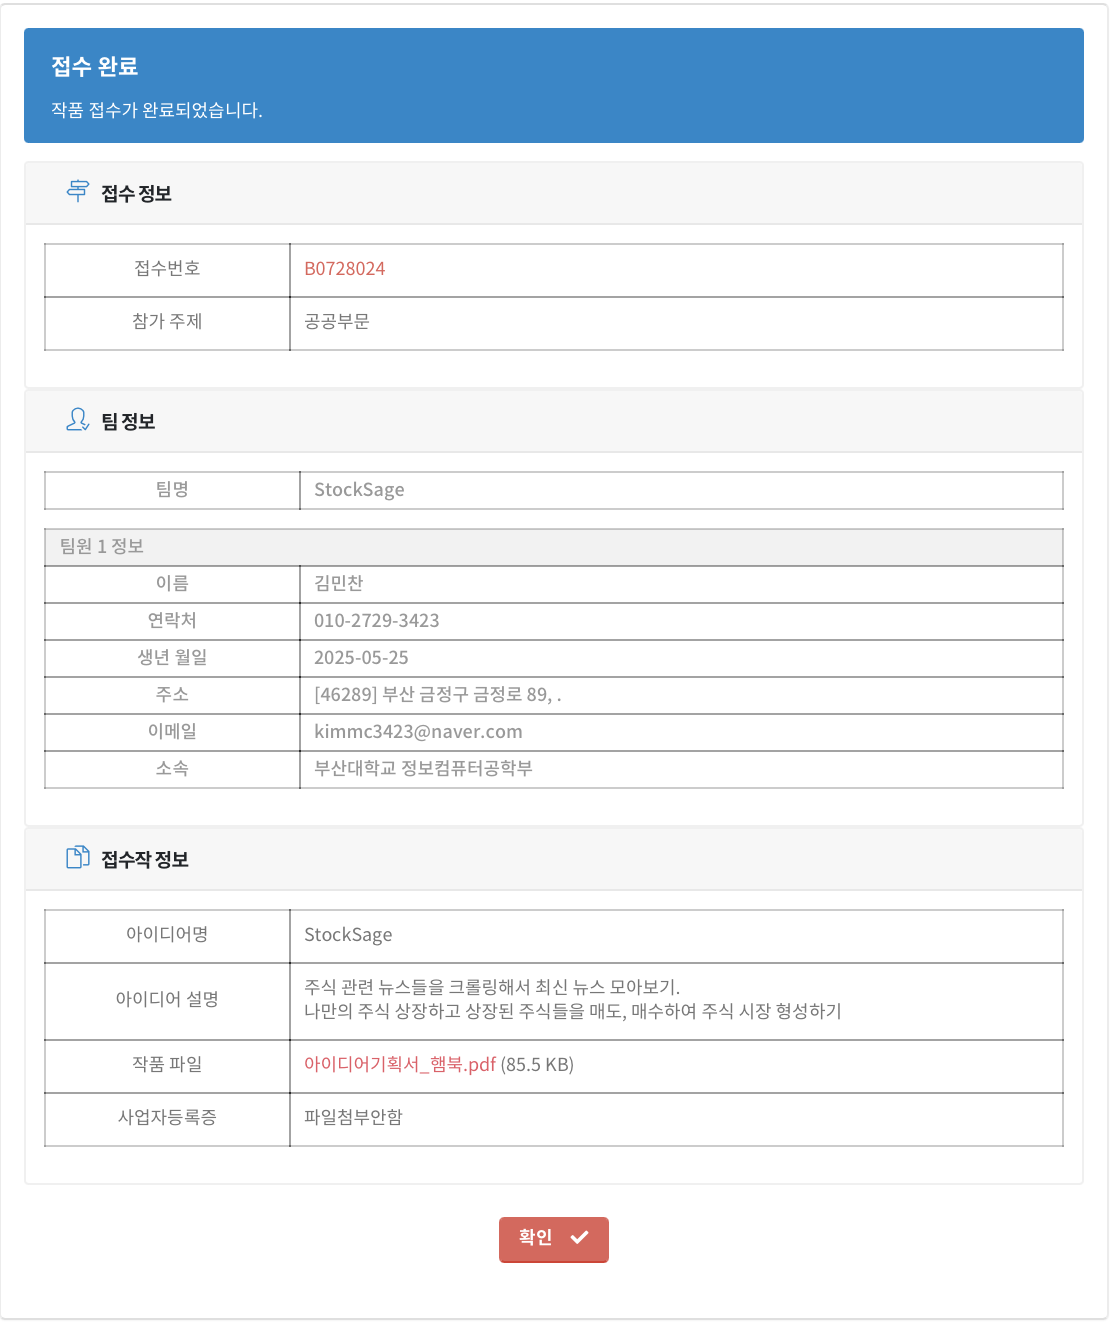 접수 완료
작품 접수가 완료되었습니다.
접수 정보
접수번호 B0728024
참가 주제 공공부문
팀 정보
팀명 StockSage
팀원 1 정보
이름 김민찬
연락처 010-2729-3423
생년 월일 2025-05-25
주소 [46289] 부산 금정구 금정로 89, .
이메일 kimmc3423@naver.com
소속 부산대학교 정보컴퓨터공학부
접수작 정보
아이디어명 StockSage
아이디어 설명 주식 관련 뉴스들을 크롤링해서 최신 뉴스 모아보기.
나만의 주식 상장하고 상장된 주식들을 매도, 매수하여 주식 시장 형성하기
작품 파일 아이디어기획서_햄북.pdf (85.5 KB)
사업자등록증 파일첨부안함
확인